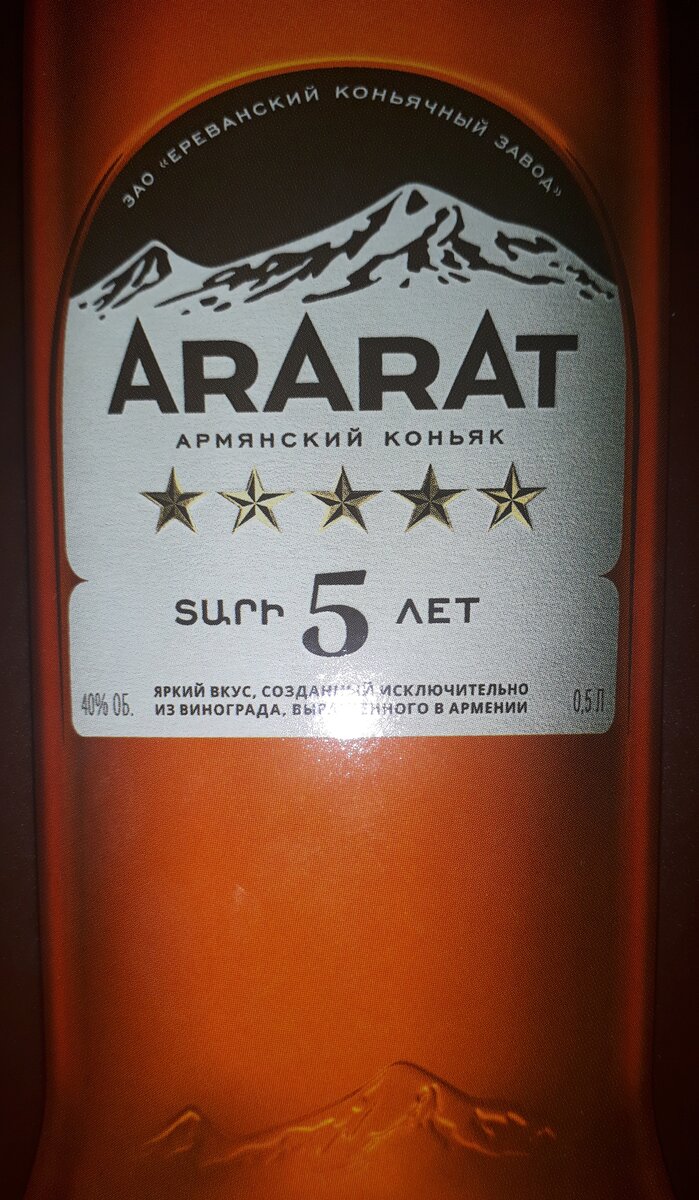 ЗАО «ЕРЕВАНСКИЙ КОНЬЯЧНЫЙ ЗАВОД»
ARARAT
АРМЯНСКИЙ КОНЬЯК
ՏԱՐԻ 5 ЛЕТ
40% ОБ.
ЯРКИЙ ВКУС, СОЗДАННЫЙ ИСКЛЮЧИТЕЛЬНО
ИЗ ВИНОГРАДА, ВЫРАЩЕННОГО В АРМЕНИИ
0,5 Л